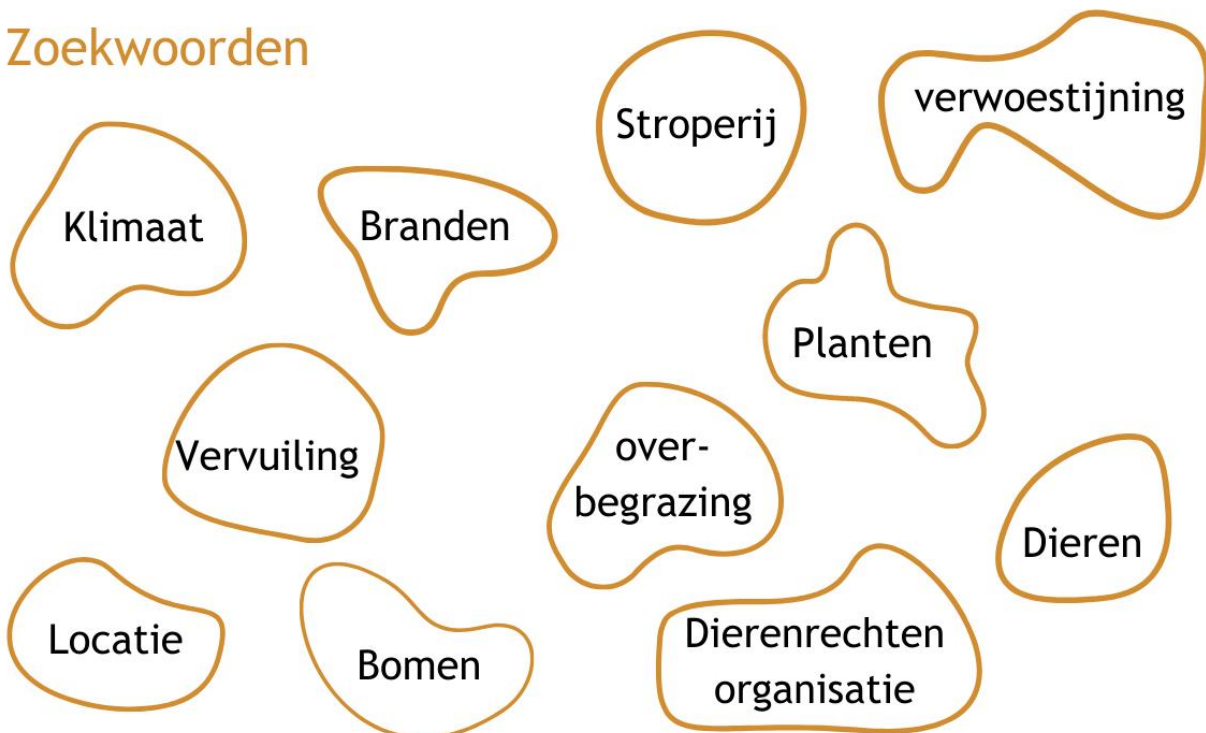 Zoekwoorden
Stroperij
verwoestijning
Klimaat
Branden
Planten
Vervuiling
over-
begrazing
Dieren
Locatie
Bomen
Dierenrechten
organisatie